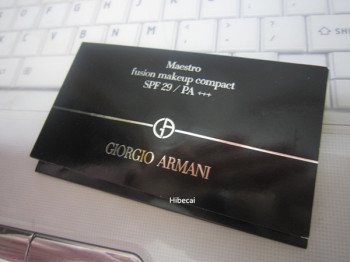 Maestro
fusion makeup compact
SPF 29 / PA +++
GIORGIO ARMANI
Hibecai